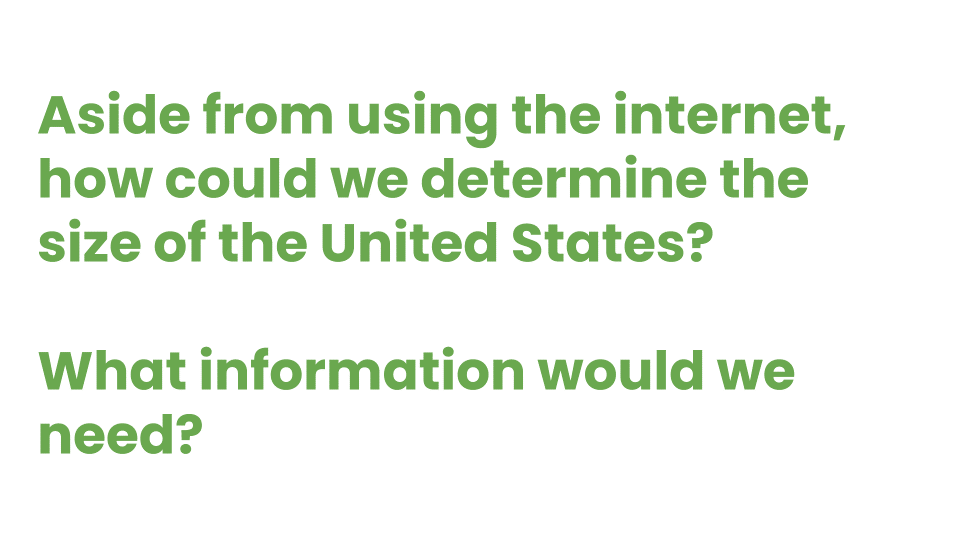 Aside from using the internet,
how could we determine the
size of the United States?
What information would we
need?